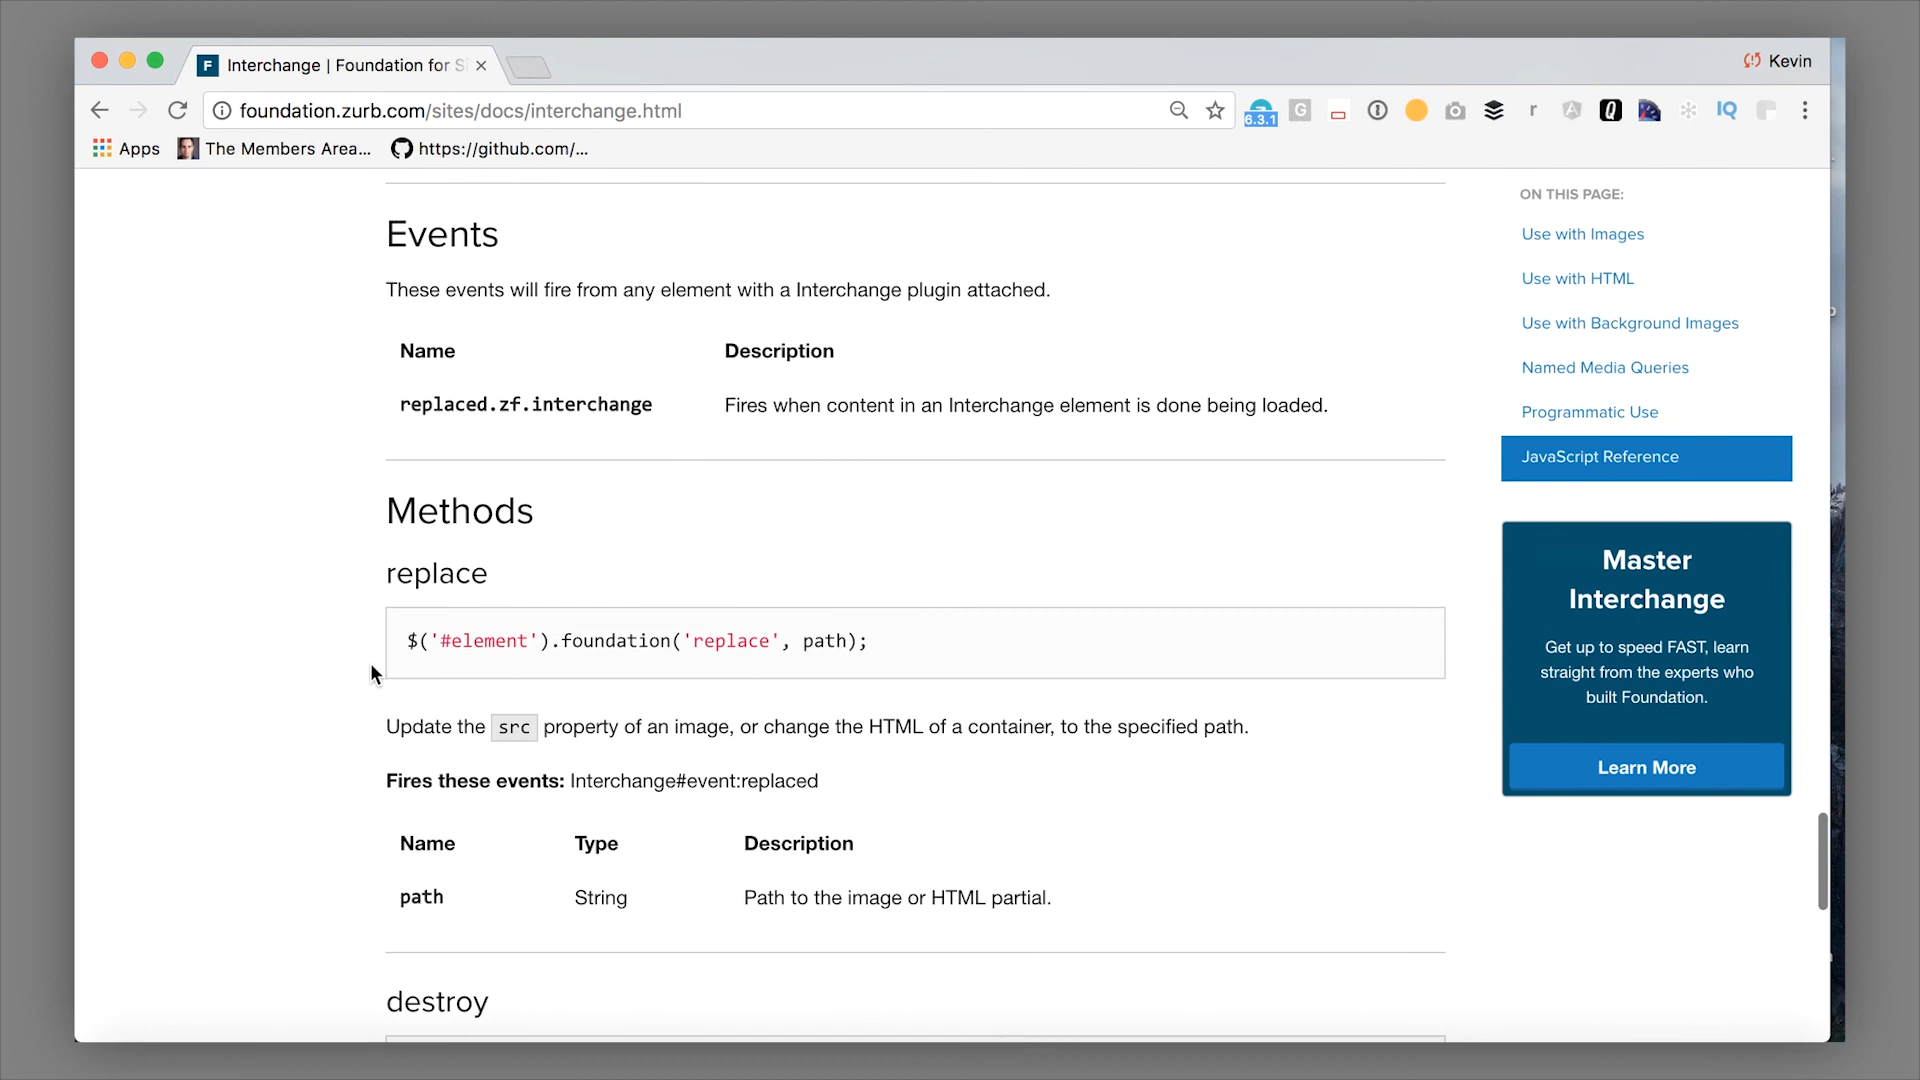 F Interchange | Foundation for S
Kevin
foundation.zurb.com/sites/docs/interchange.html
6.3.1
G
r
Q
IQ
Apps
The Members Area...
https://github.com/...
Events
These events will fire from any element with a Interchange plugin attached.
Name Description
replaced.zf.interchange Fires when content in an Interchange element is done being loaded.
Methods
replace
$('#element').foundation('replace', path);
Update the src property of an image, or change the HTML of a container, to the specified path.
Fires these events: Interchange#event:replaced
Name Type Description
path String Path to the image or HTML partial.
destroy
ON THIS PAGE:
Use with Images
Use with HTML
Use with Background Images
Named Media Queries
Programmatic Use
JavaScript Reference
Master
Interchange
Get up to speed FAST, learn
straight from the experts who
built Foundation.
Learn More